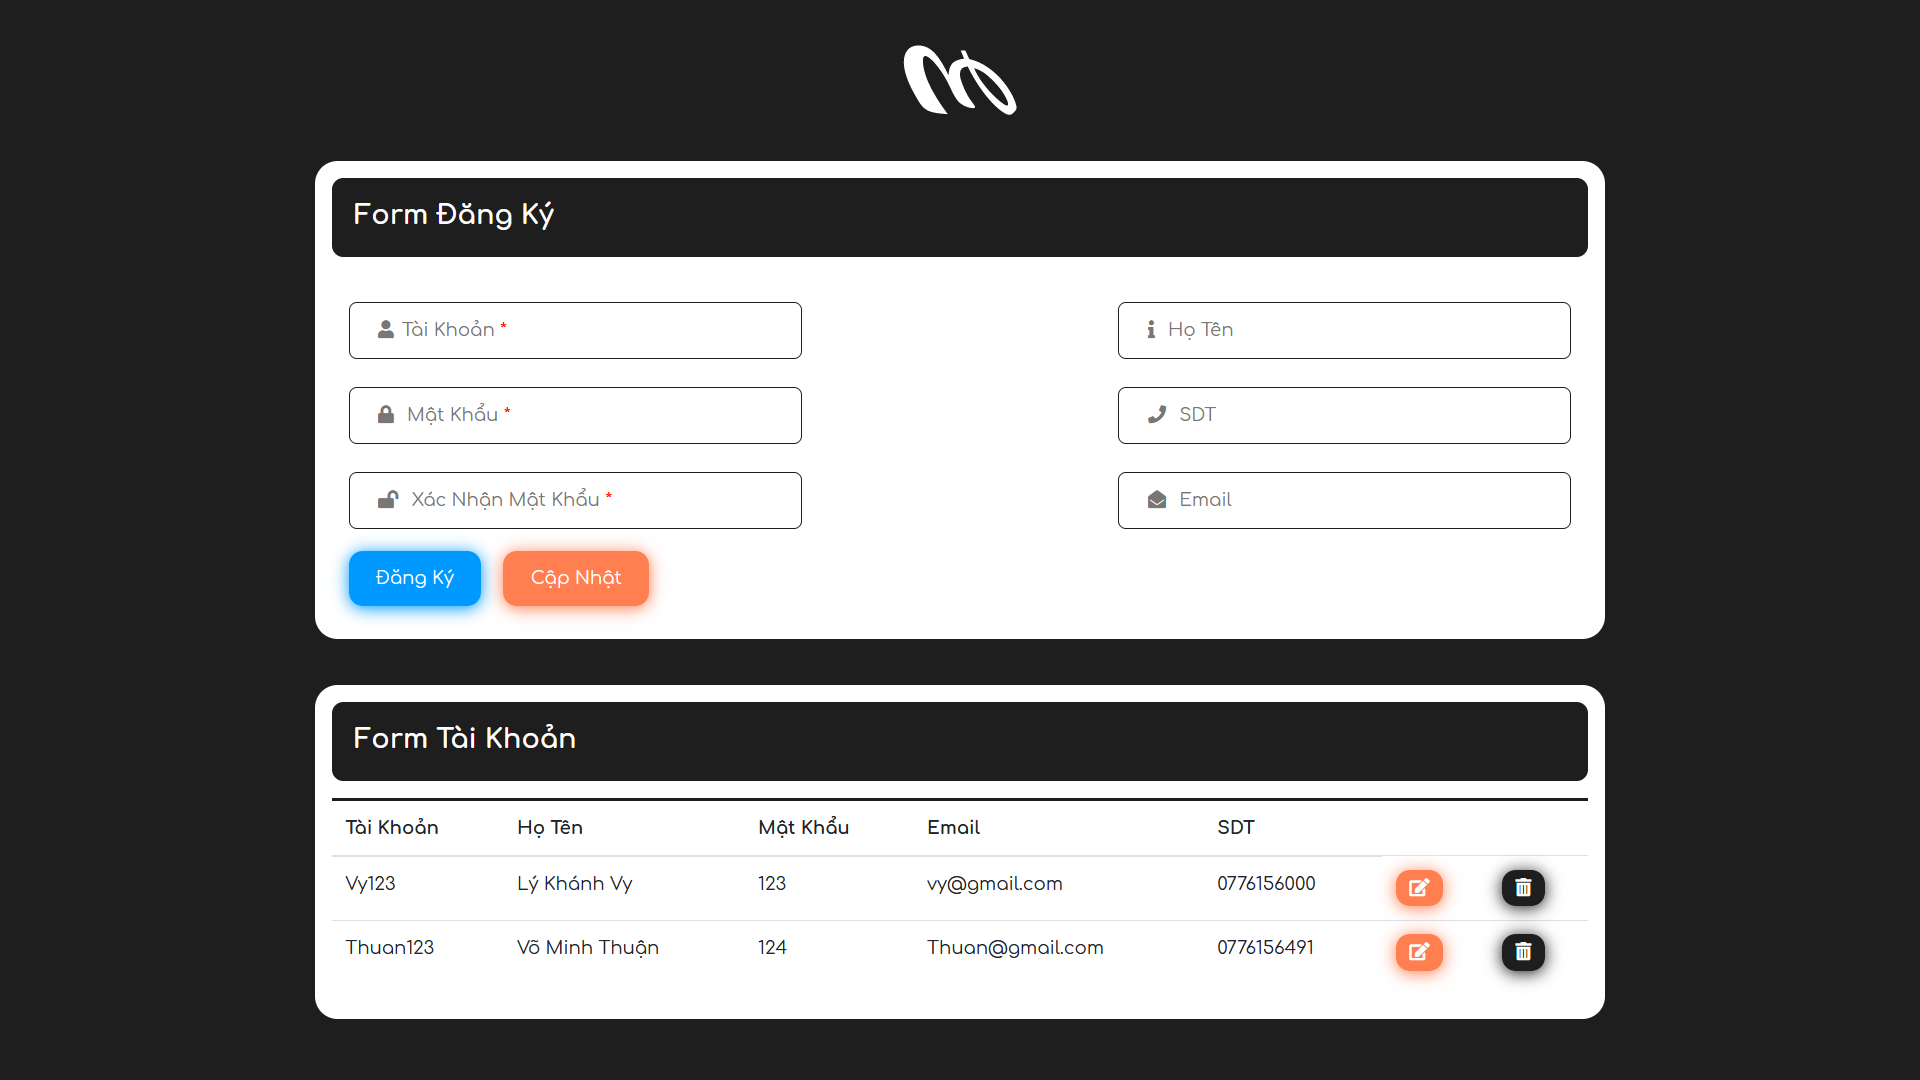 Form Đăng Ký
Tài Khoản *
Họ Tên
Mật Khẩu *
SDT
Xác Nhận Mật Khẩu *
Email
Đăng Ký
Cập Nhật
Form Tài Khoản
Tài Khoản Họ Tên Mật Khẩu Email SDT
Vy123 Lý Khánh Vy 123 vy@gmail.com 0776156000
Thuan123 Võ Minh Thuận 124 Thuan@gmail.com 0776156491